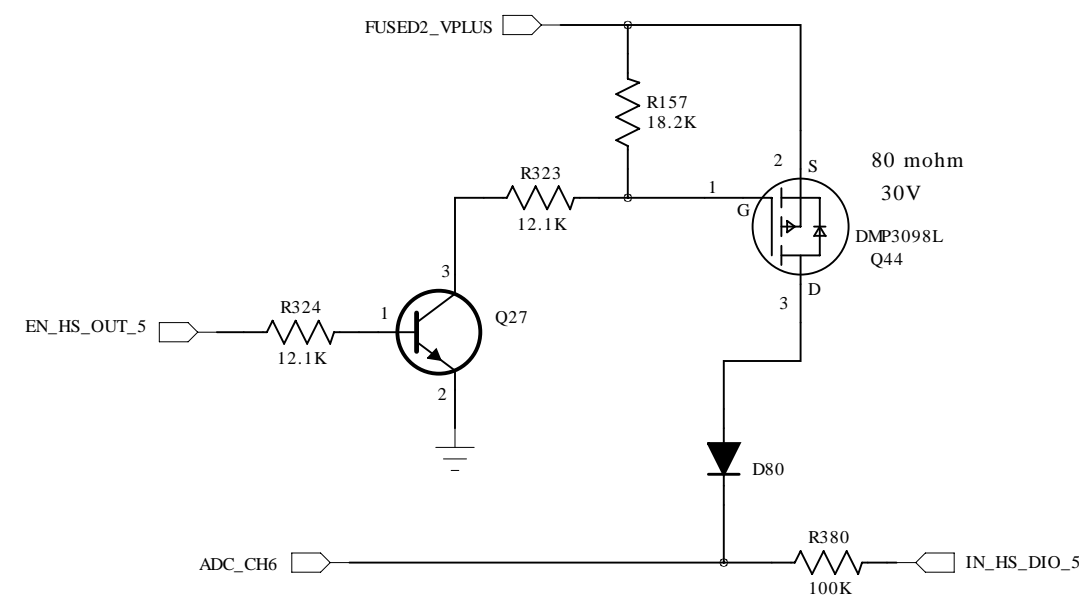 FUSED2_VPLUS
R157
18.2K
2
S
80 mohm
30V
R323
12.1K
1
G
DMP3098L
Q44
3
D
3
R324
12.1K
1
Q27
EN_HS_OUT_5
2
D80
R380
100K
ADC_CH6
IN_HS_DIO_5